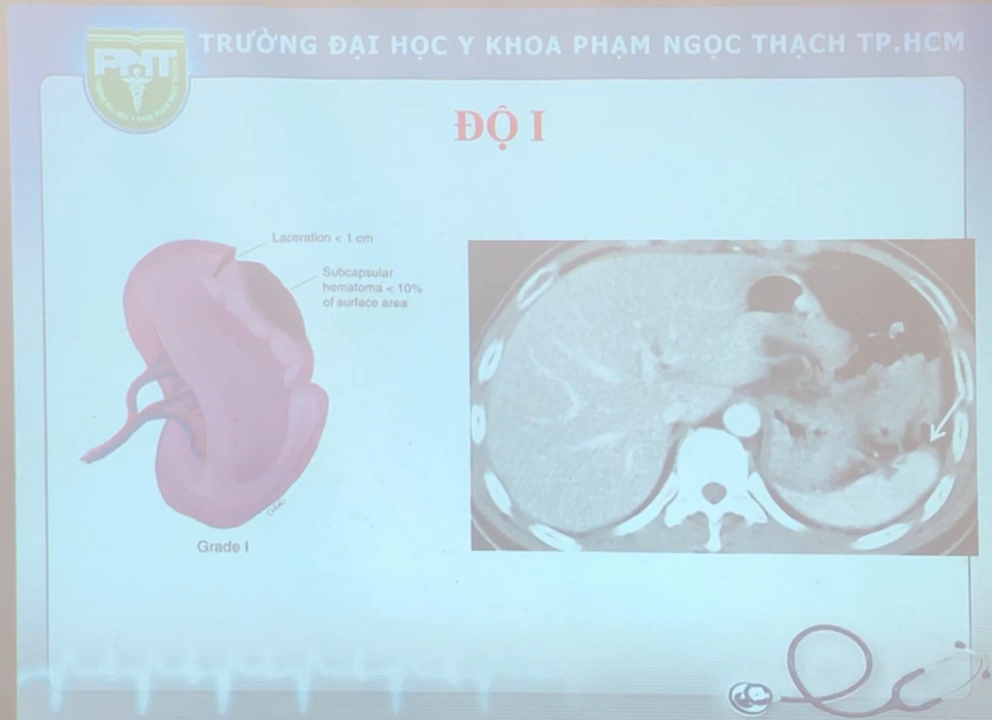 TRƯỜNG ĐẠI HỌC Y KHOA PHẠM NGỌC THẠCH TP.HCM
PNT
ĐỘ I
Laceration < 1 cm
Subcapsular
hematoma < 10%
of surface area
Grade I